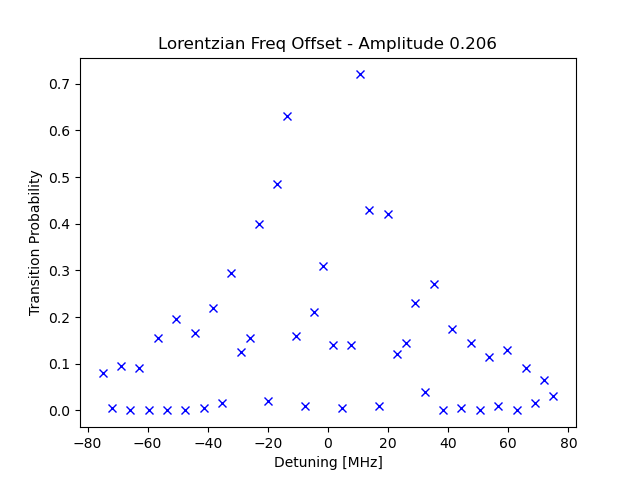 Lorentzian Freq Offset - Amplitude 0.206
Transition Probability
0.7
0.6
0.5
0.4
0.3
0.2
0.1
0.0
−80 −60 −40 −20 0 20 40 60 80
Detuning [MHz]